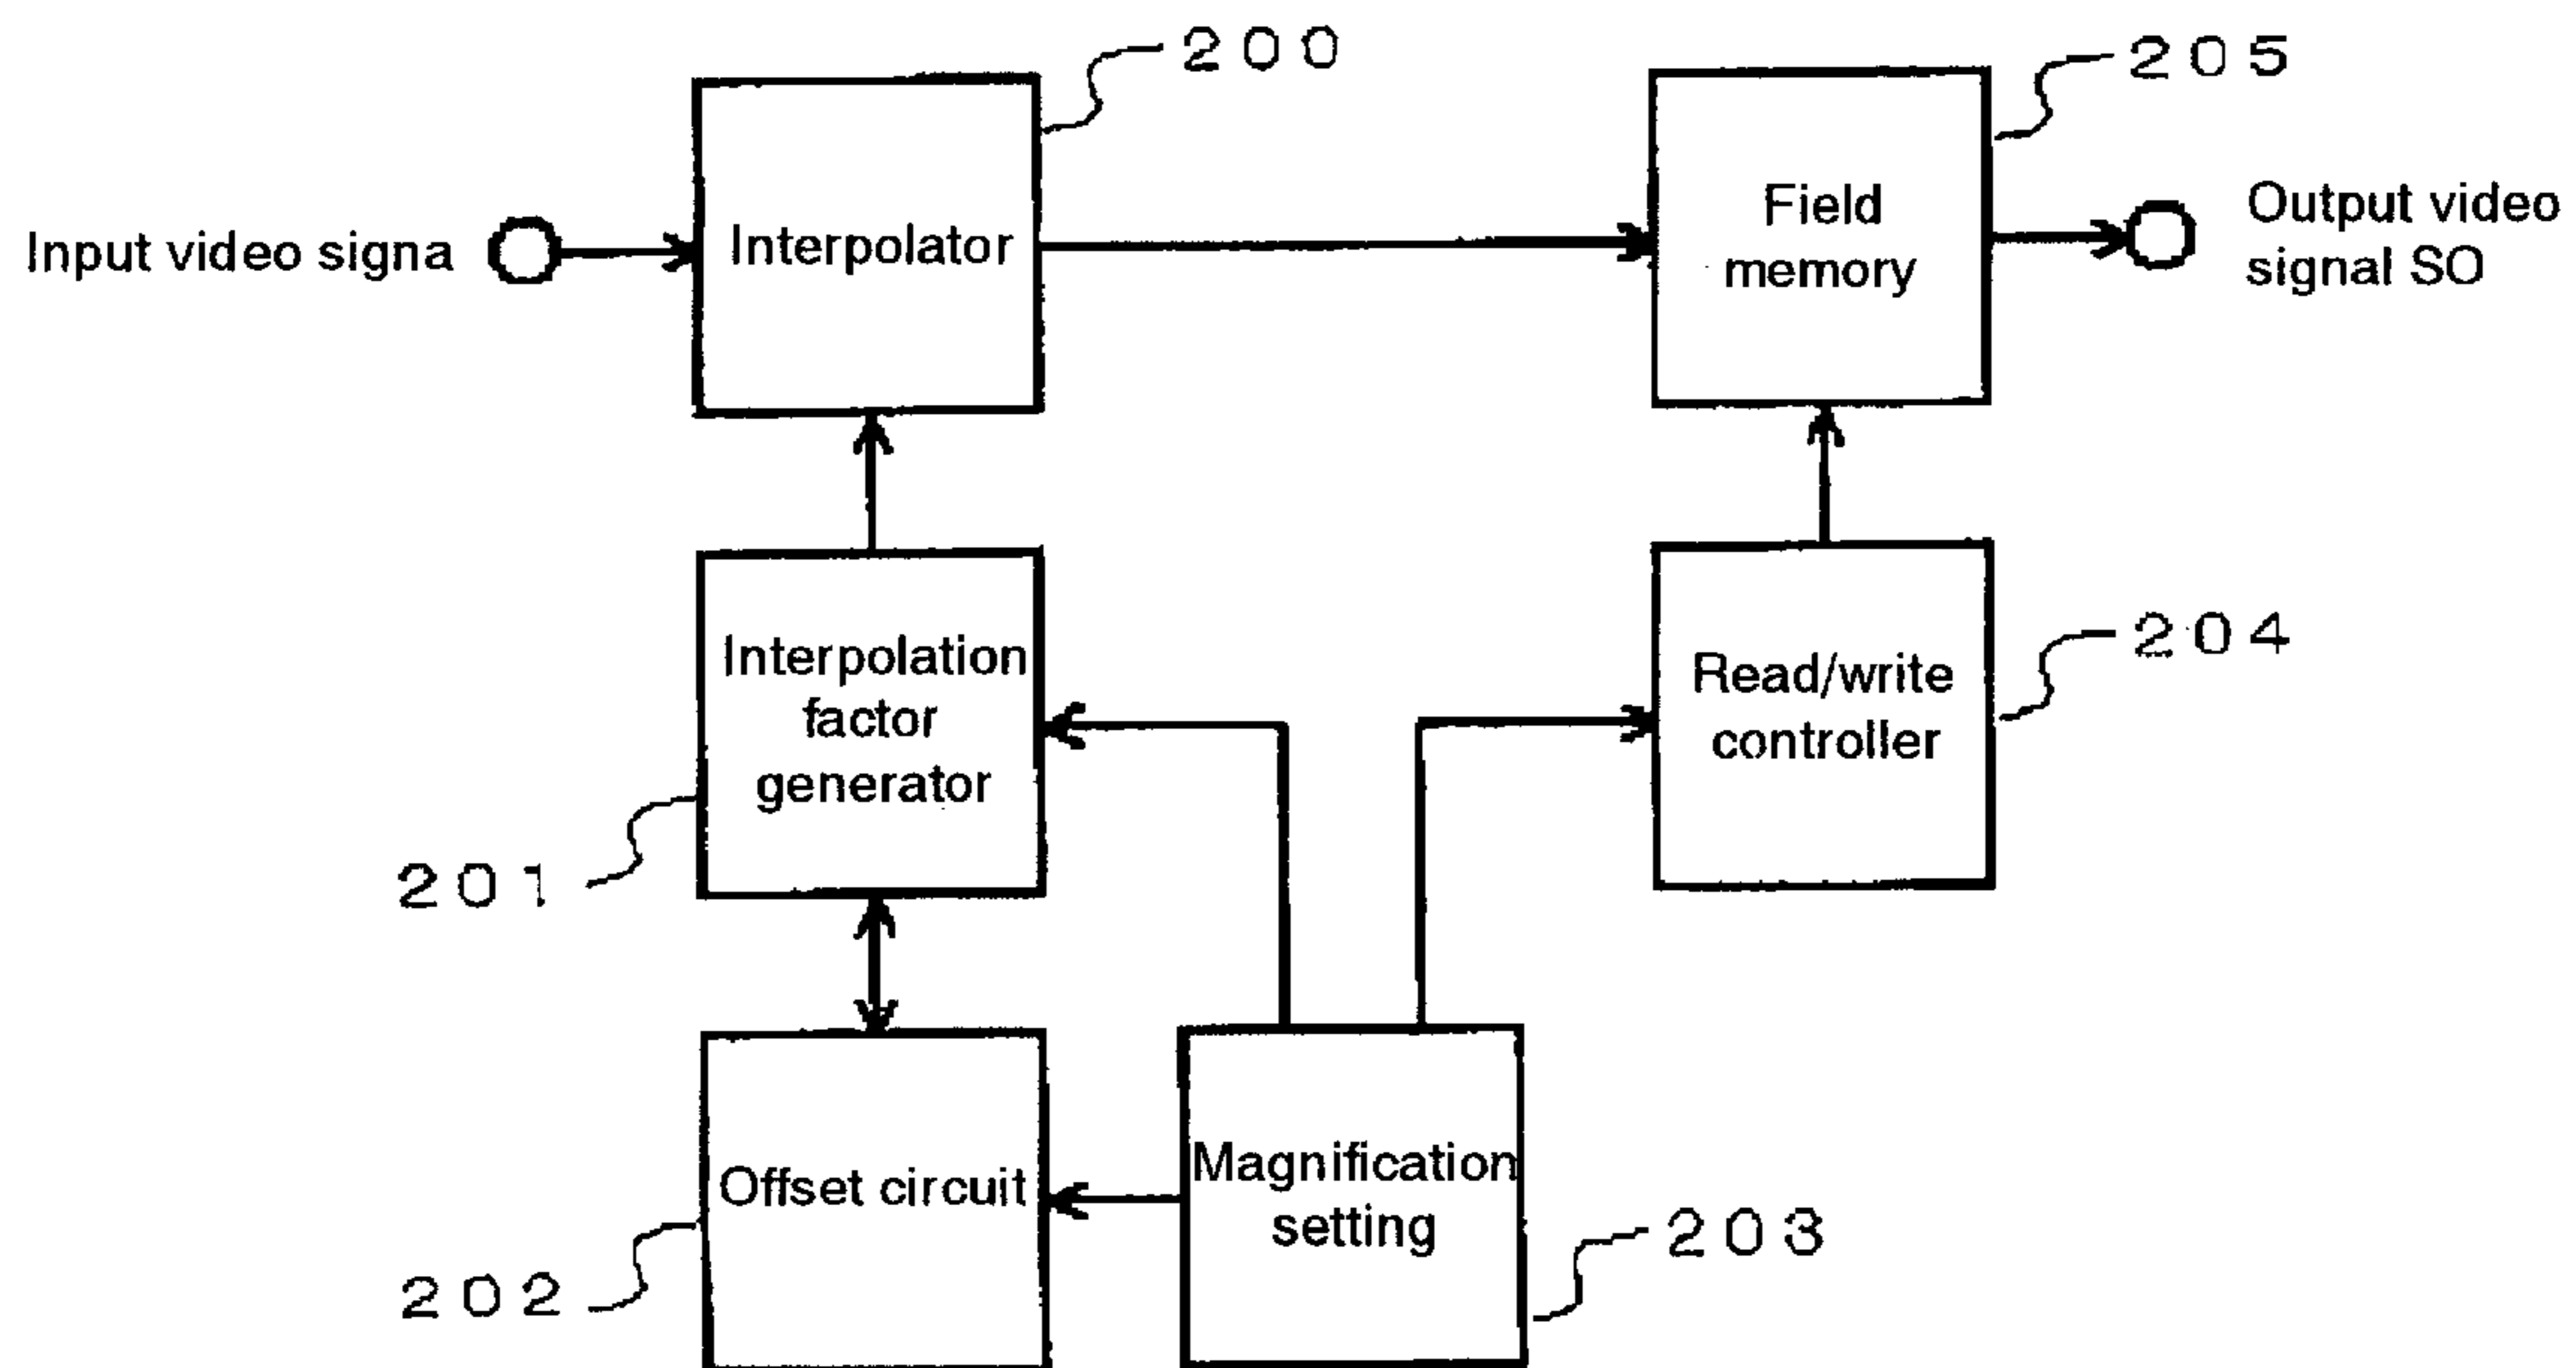 200
205
Input video signa
Interpolator
Field
memory
Output video
signal SO
Interpolation
factor
generator
201
Read/write
controller
204
Offset circuit
202
Magnification
setting
203